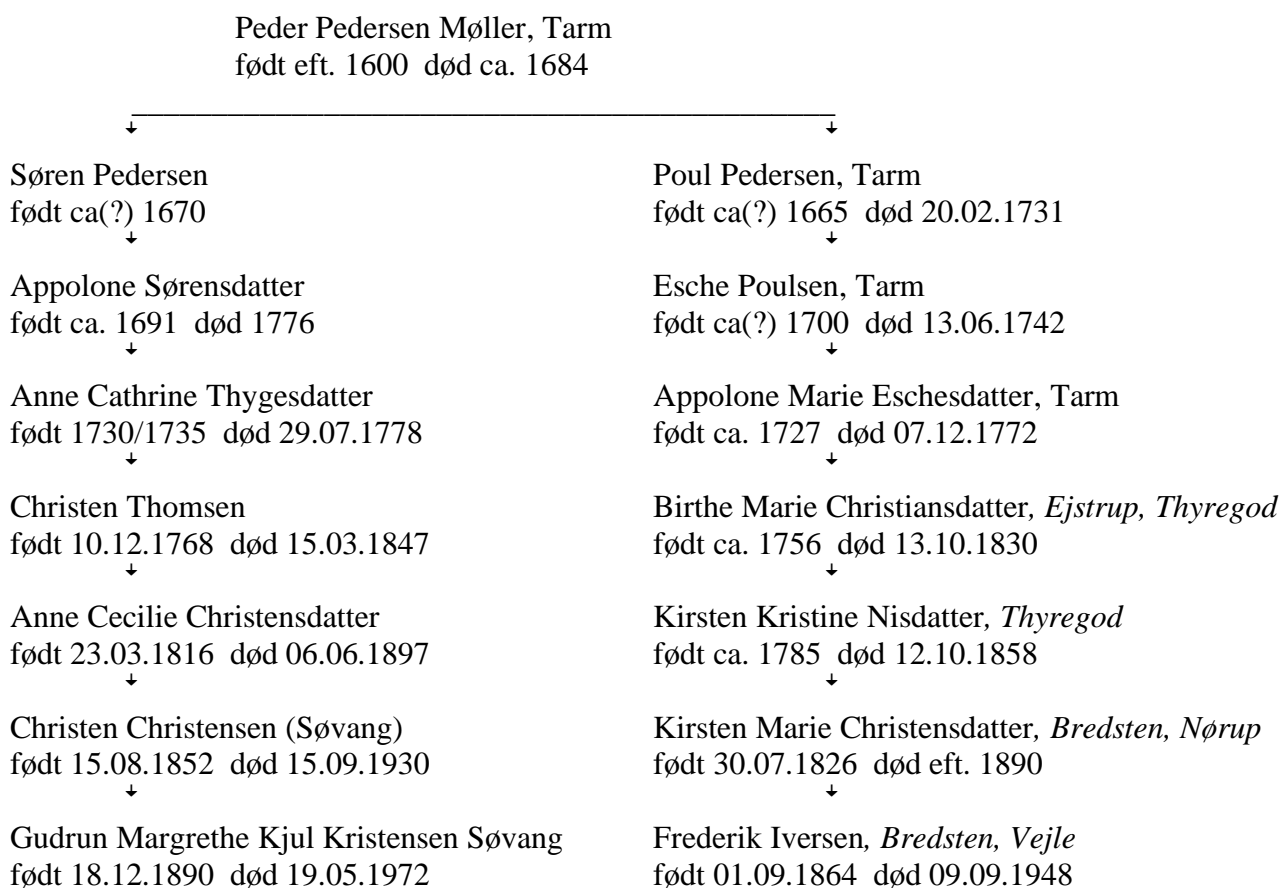 Peder Pedersen Møller, Tarm
født eft. 1600 død ca. 1684
Søren Pedersen
født ca(?) 1670
Poul Pedersen, Tarm
født ca(?) 1665 død 20.02.1731
Appolone Sørensdatter
født ca. 1691 død 1776
Esche Poulsen, Tarm
født ca(?) 1700 død 13.06.1742
Anne Cathrine Thygesdatter
født 1730/1735 død 29.07.1778
Appolone Marie Eschesdatter, Tarm
født ca. 1727 død 07.12.1772
Christen Thomsen
født 10.12.1768 død 15.03.1847
Birthe Marie Christiansdatter, Ejstrup, Thyregod
født ca. 1756 død 13.10.1830
Anne Cecilie Christensdatter
født 23.03.1816 død 06.06.1897
Kirsten Kristine Nisdatter, Thyregod
født ca. 1785 død 12.10.1858
Christen Christensen (Søvang)
født 15.08.1852 død 15.09.1930
Kirsten Marie Christensdatter, Bredsten, Nørup
født 30.07.1826 død eft. 1890
Gudrun Margrethe Kjul Kristensen Søvang
født 18.12.1890 død 19.05.1972
Frederik Iversen, Bredsten, Vejle
født 01.09.1864 død 09.09.1948